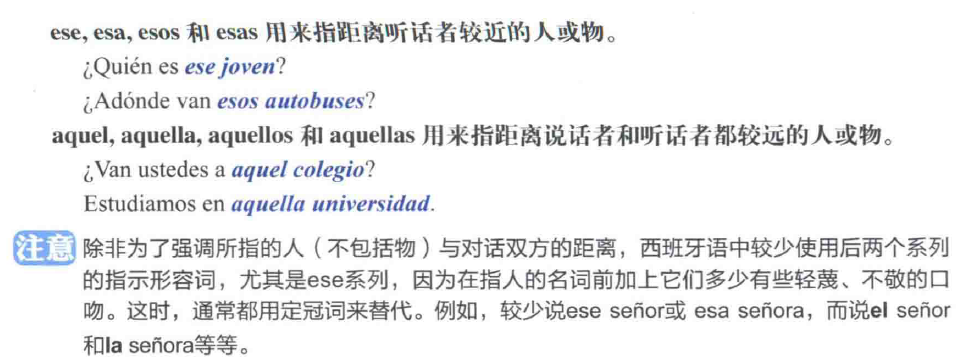 ese, esa, esos 和 esas 用来指距离听话者较近的人或物。
¿Quién es ese joven?
¿Adónde van esos autobuses?
aquel, aquella, aquellos 和 aquellas 用来指距离说话者和听话者都较远的人或物。
¿Van ustedes a aquel colegio?
Estudiamos en aquella universidad.
注意 除非为了强调所指的人（不包括物）与对话双方的距离，西班牙语中较少使用后两个系列
的指示形容词，尤其是ese系列，因为在指人的名词前加上它们多少有些轻蔑、不敬的口
吻。这时，通常都用定冠词来替代。例如，较少说ese señor或 esa señora，而说el señor
和la señora等等。